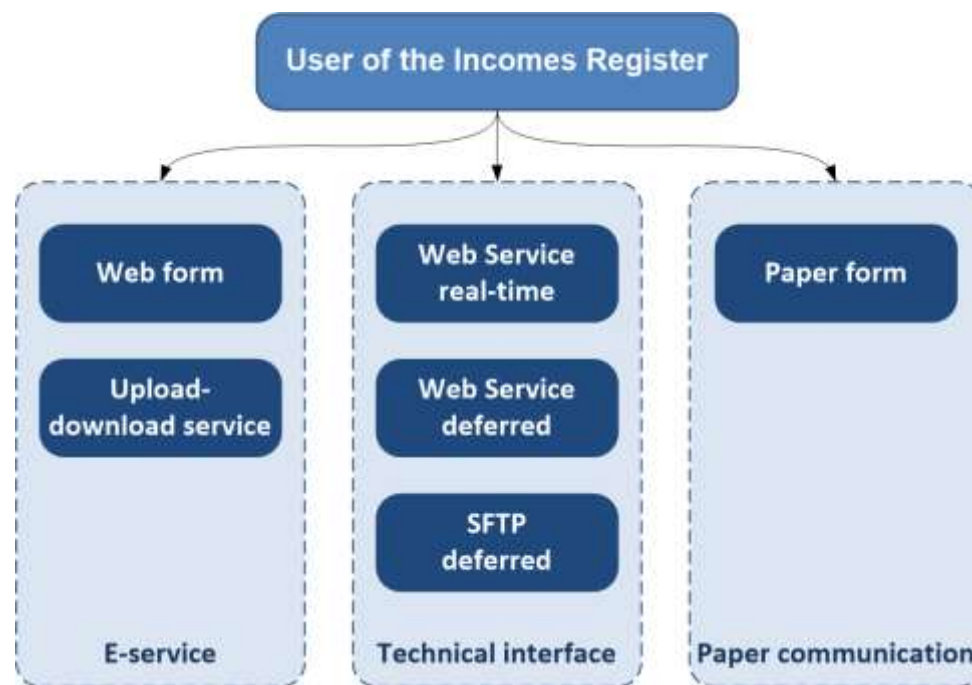 User of the Incomes Register
Web form
Upload-
download service
E-service
Web Service
real-time
Web Service
deferred
SFTP
deferred
Technical interface
Paper form
Paper communication